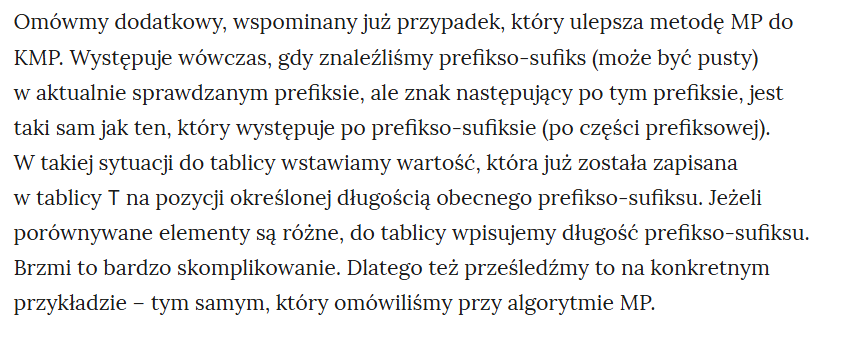 Omówmy dodatkowy, wspominany już przypadek, który ulepsza metodę MP do
KMP. Występuje wówczas, gdy znaleźliśmy prefikso-sufiks (może być pusty)
w aktualnie sprawdzanym prefiksie, ale znak następujący po tym prefiksie, jest
taki sam jak ten, który występuje po prefikso-sufiksie (po części prefiksowej).
W takiej sytuacji do tablicy wstawiamy wartość, która już została zapisana
w tablicy T na pozycji określonej długością obecnego prefikso-sufiksu. Jeżeli
porównywane elementy są różne, do tablicy wpisujemy długość prefikso-sufiksu.
Brzmi to bardzo skomplikowanie. Dlatego też prześledźmy to na konkretnym
przykładzie – tym samym, który omówiliśmy przy algorytmie MP.